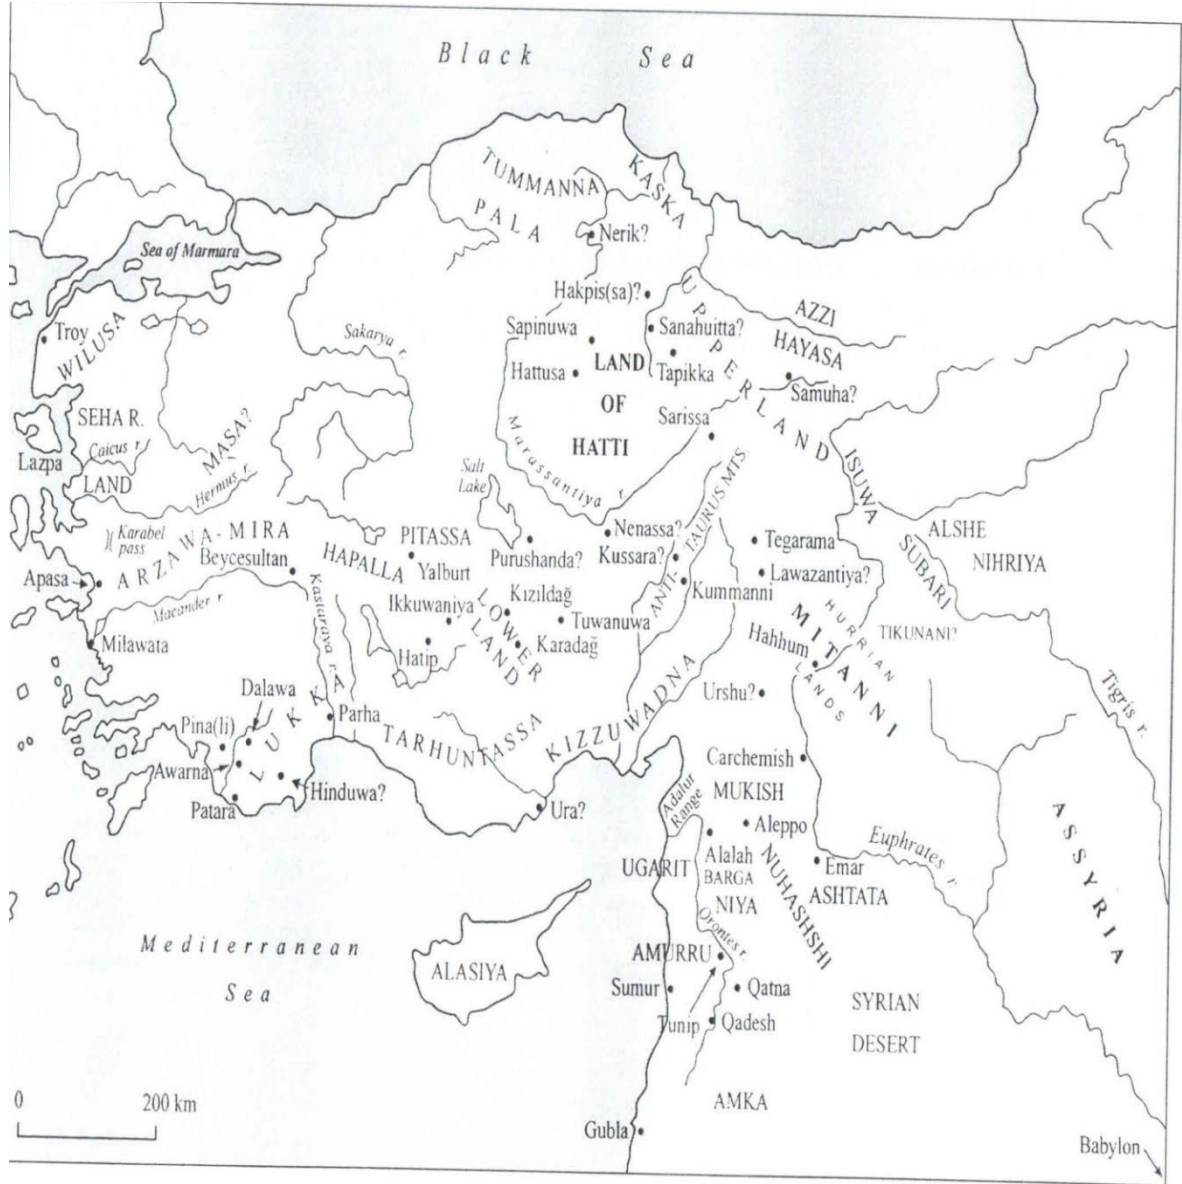 Black Sea
TUMMANNA
KASKA
PALA
Nerik?
Sea of Marmara
Hakpis(sa)?
UPPER LAND
AZZI
Troy
WILUSA
Sapinuwa
Sanahuitta?
HAYASA
Sakarya r.
LAND
OF
HATTI
Hattusa
Tapikka
Samuha?
SEHA R.
LAND
Sarissa
MASA?
Marassantiya r.
Lazpa
Caicus r.
Hermus r.
Salt
Lake
ISUWA
TAURUS MTS.
ANTI-
Karabel
pass
ARZAWA-MIRA
Beycesultan
HAPALLA
PITASSA
Yalburt
Purushanda?
Nenassa?
Kussara?
Tegarama
ALSHE
SUBARI
NIHRIYA
Apasa
Lawazantiya?
Kummanni
Kastaraya r.
Maeander r.
Ikkuwaniya
Kızıldağ
LOWER
LAND
Tuwanuwa
Karadağ
Hatip
MITANNI
HURRIAN
LANDS
TIKUNANI?
Hahhum
Milawata
Urshu?
Tigris r.
Dalawa
LUKKA
Pina(li)
Parha
TARHUNTASSA
KIZZUWADNA
Awarna
Hinduwa?
Patara
Ura?
Carchemish
Adalur
Range
MUKISH
Aleppo
Euphrates r.
ASSYRIA
UGARIT
Alalah
BARGA
NUHASHSHI
Emar
ASHTATA
NIYA
Orontes r.
Mediterranean
Sea
ALASIYA
AMURRU
Sumur
Qatna
Tunip
Qadesh
SYRIAN
DESERT
AMKA
0 200 km
Gubla
Babylon